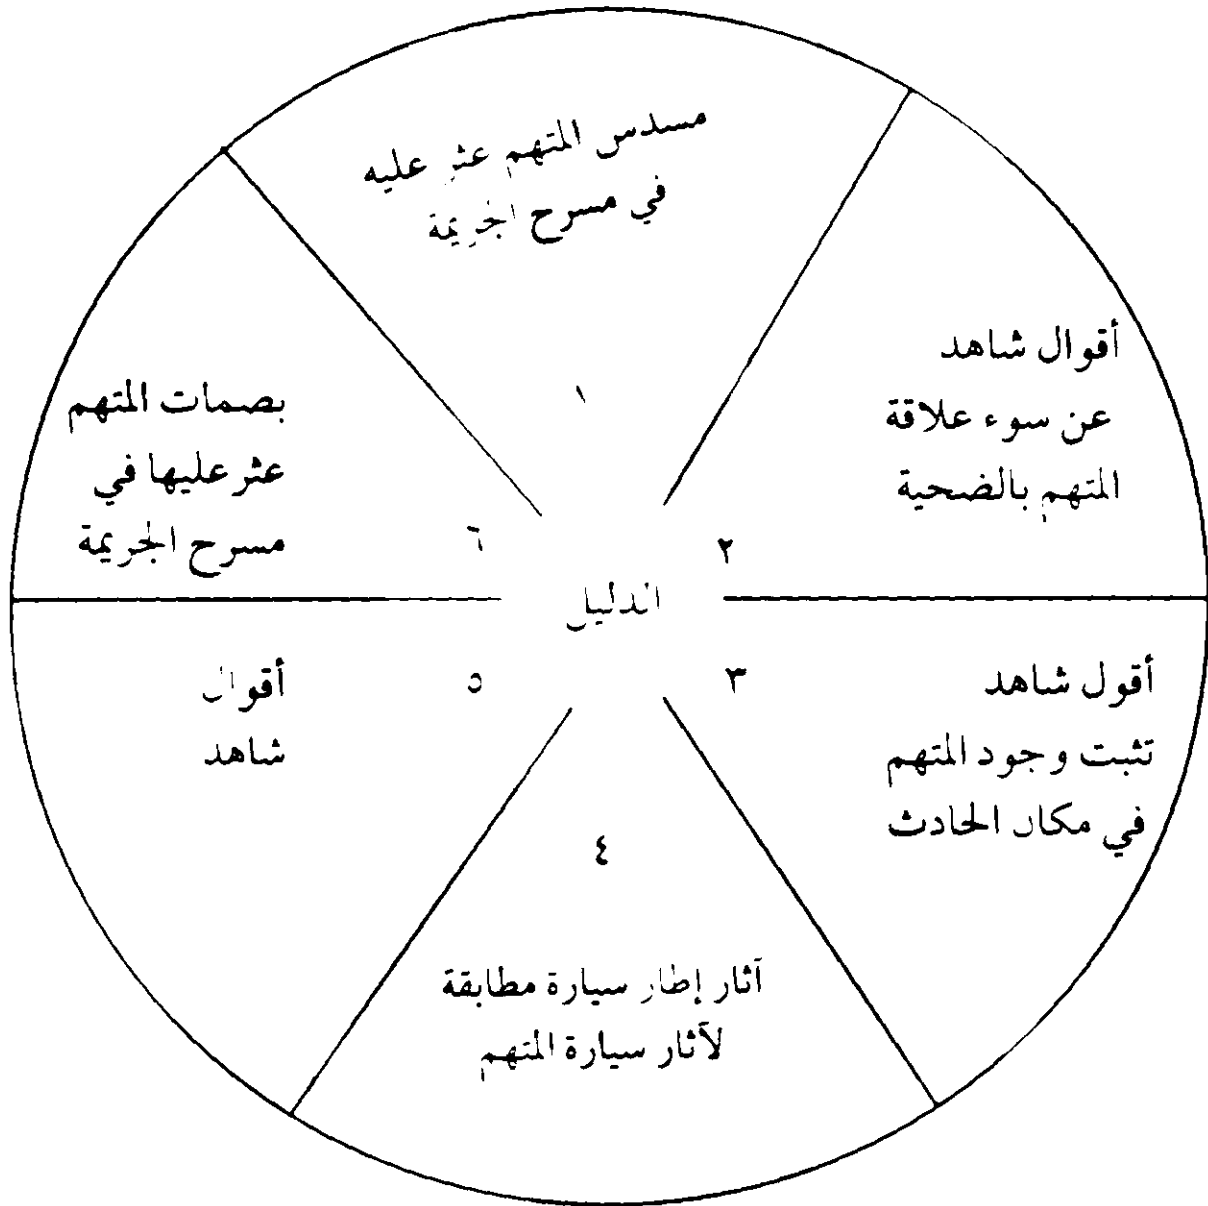 مسدس المتهم عثر عليه
في مسرح الجريمة
١
أقوال شاهد
عن سوء علاقة
المتهم بالضحية
٢
أقول شاهد
تثبت وجود المتهم
في مكان الحادث
٣
٤
آثار إطار سيارة مطابقة
لآثار سيارة المتهم
أقوال
شاهد
٥
بصمات المتهم
عثر عليها في
مسرح الجريمة
٦
الدليل